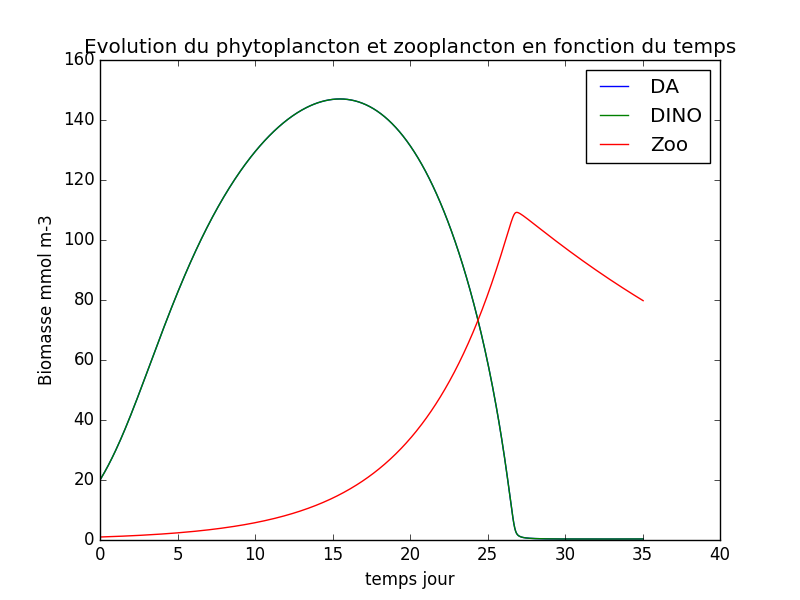 Evolution du phytoplancton et zooplancton en fonction du temps
160
140
120
100
80
60
40
20
0
Biomasse mmol m-3
DA
DINO
Zoo
0 5 10 15 20 25 30 35 40
temps jour